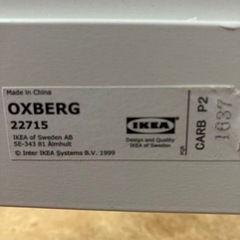 Made in China
OXBERG
22715
IKEA of Sweden AB
SE-343 81 Älmhult
© Inter IKEA Systems B.V. 1999
IKEA
Design and Quality
IKEA of Sweden
CARB P2
1637